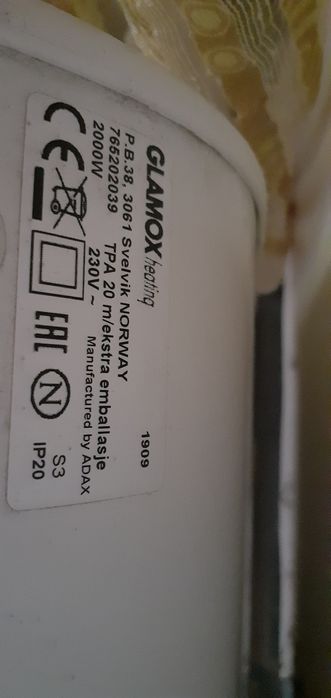 GLAMOX heating
1909
P.B.38, 3061 Svelvik NORWAY
765202039 TPA 20 m/ekstra emballasje
2000W 230V ~ Manufactured by ADAX
CE EAC N S3
IP20